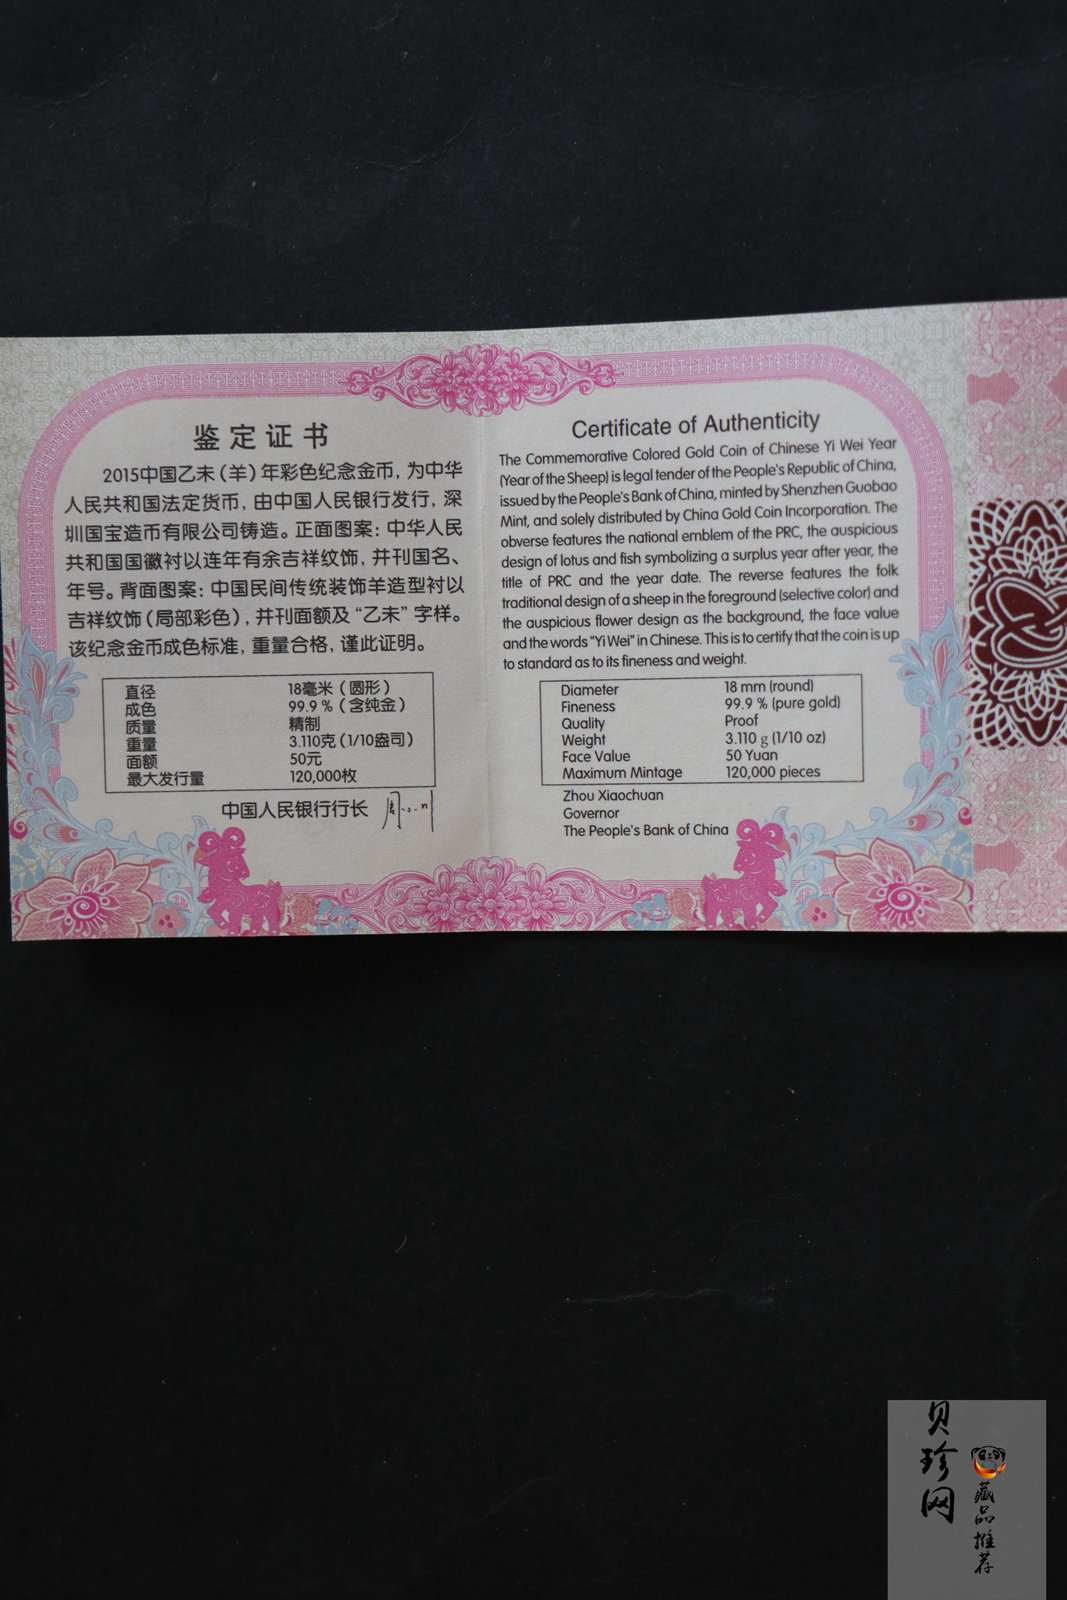 鉴定证书
2015中国乙未（羊）年彩色纪念金币，为中华
人民共和国法定货币，由中国人民银行发行，深
圳国宝造币有限公司铸造。正面图案：中华人民
共和国国徽衬以连年有余吉祥纹饰，并刊国名、
年号。背面图案：中国民间传统装饰羊造型衬以
吉祥纹饰（局部彩色），并刊面额及“乙未”字样。
该纪念金币成色标准，重量合格，谨此证明。
直径 18毫米（圆形）
成色 99.9％（含纯金）
质量 精制
重量 3.110克（1/10盎司）
面额 50元
最大发行量 120,000枚
中国人民银行行长
Certificate of Authenticity
The Commemorative Colored Gold Coin of Chinese Yi Wei Year
(Year of the Sheep) is legal tender of the People's Republic of China,
issued by the People's Bank of China, minted by Shenzhen Guobao
Mint, and solely distributed by China Gold Coin Incorporation. The
obverse features the national emblem of the PRC, the auspicious
design of lotus and fish symbolizing a surplus year after year, the
title of PRC and the year date. The reverse features the folk
traditional design of a sheep in the foreground (selective color) and
the auspicious flower design as the background, the face value
and the words "Yi Wei" in Chinese. This is to certify that the coin is up
to standard as to its fineness and weight.
Diameter 18 mm (round)
Fineness 99.9 % (pure gold)
Quality Proof
Weight 3.110 g (1/10 oz)
Face Value 50 Yuan
Maximum Mintage 120,000 pieces
Zhou Xiaochuan
Governor
The People's Bank of China
贝珍网
藏品推荐